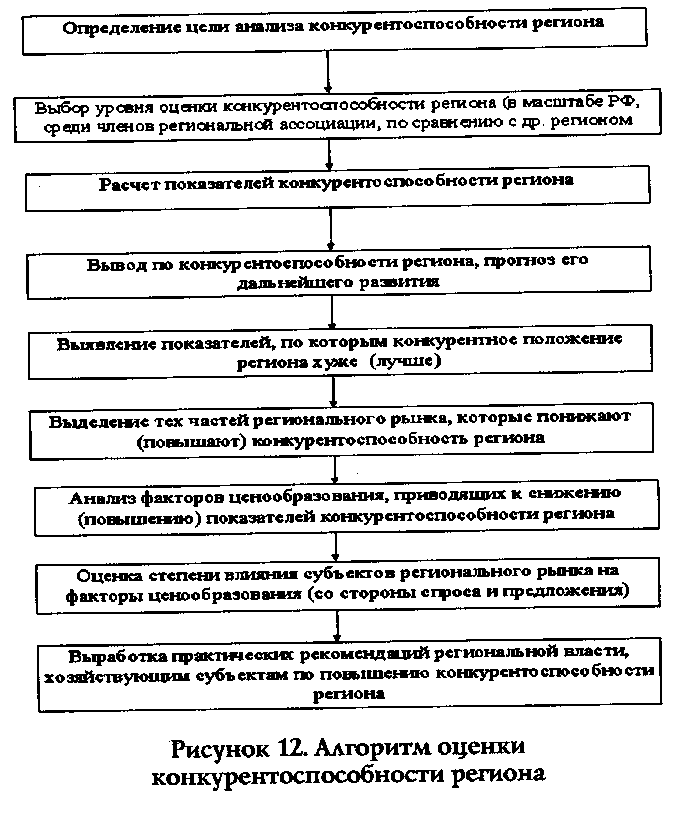 Определение цели анализа конкурентоспособности региона
Выбор уровня оценки конкурентоспособности региона (в масштабе РФ,
среди членов региональной ассоциации, по сравнению с др. регионом
Расчет показателей конкурентоспособности региона
Вывод по конкурентоспособности региона, прогноз его
дальнейшего развития
Выявление показателей, по которым конкурентное положение
региона хуже (лучше)
Выделение тех частей регионального рынка, которые понижают
(повышают) конкурентоспособность региона
Анализ факторов ценообразования, приводящих к снижению
(повышению) показателей конкурентоспособности региона
Оценка степени влияния субъектов регионального рынка на
факторы ценообразования (со стороны спроса и предложения)
Выработка практических рекомендаций региональной власти,
хозяйствующим субъектам по повышению конкурентоспособности
региона
Рисунок 12. Алгоритм оценки
конкурентоспособности региона